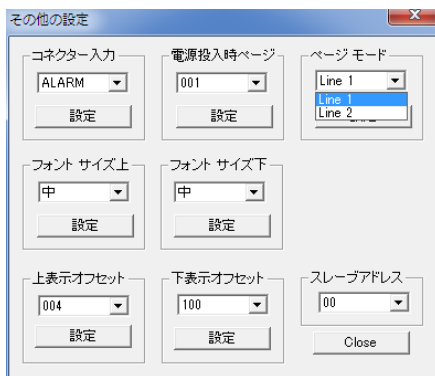 その他の設定
コネクター入力
ALARM
設定
電源投入時ページ
001
設定
ページ モード
Line 1
Line 1
Line 2
フォント サイズ上
中
設定
フォント サイズ下
中
設定
上表示オフセット
004
設定
下表示オフセット
100
設定
スレーブアドレス
00
Close